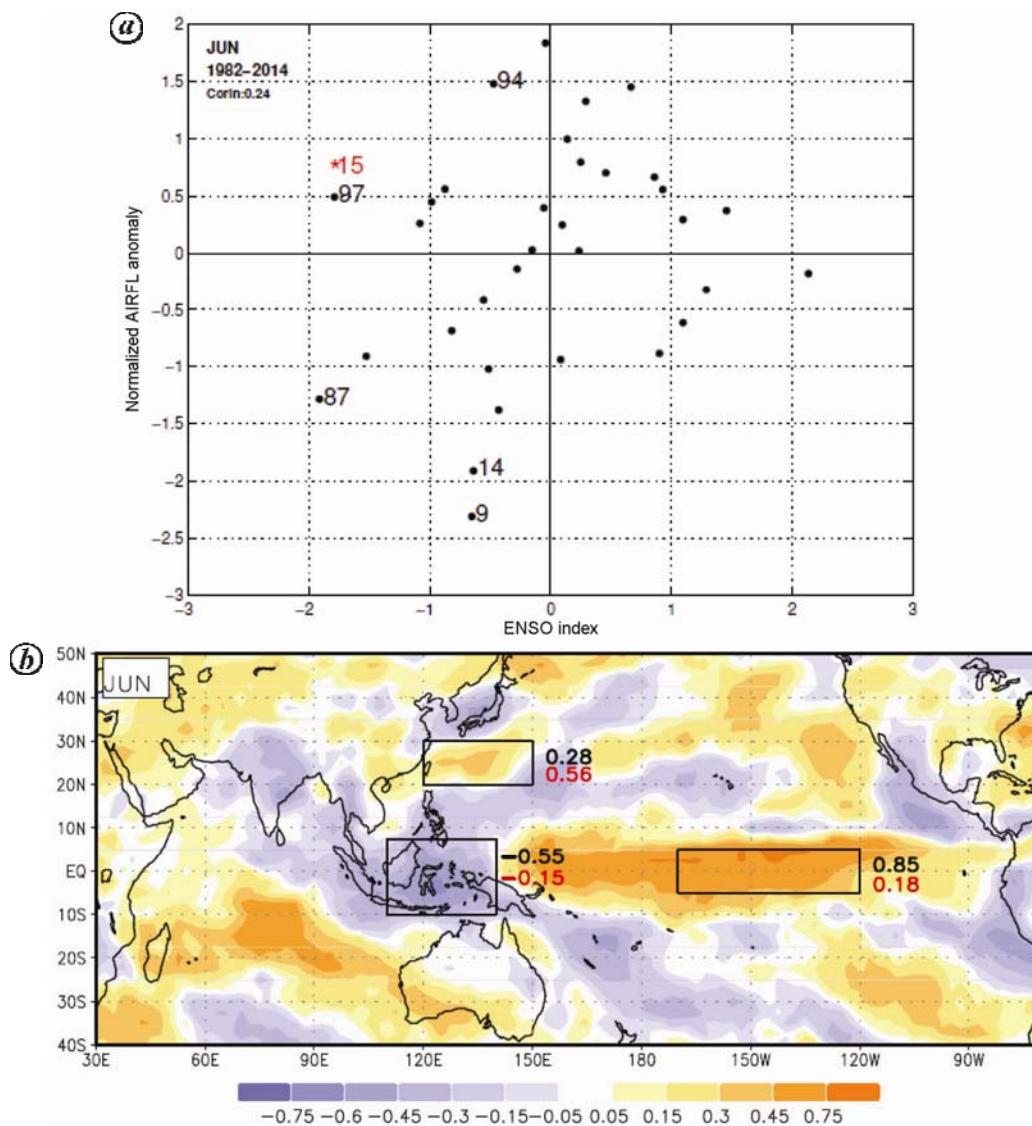 a
JUN
1982–2014
Corln:0.24
2
1.5
1
0.5
0
−0.5
−1
−1.5
−2
−2.5
−3
94
*15
97
87
14
9
−3
−2
−1
0
1
2
3
Normalized AIRFL anomaly
ENSO index
b
JUN
50N
40N
30N
20N
10N
EQ
10S
20S
30S
40S
0.28
0.56
−0.55
−0.15
0.85
0.18
30E
60E
90E
120E
150E
180
150W
120W
90W
−0.75 −0.6 −0.45 −0.3 −0.15 −0.05 0.05 0.15 0.3 0.45 0.75